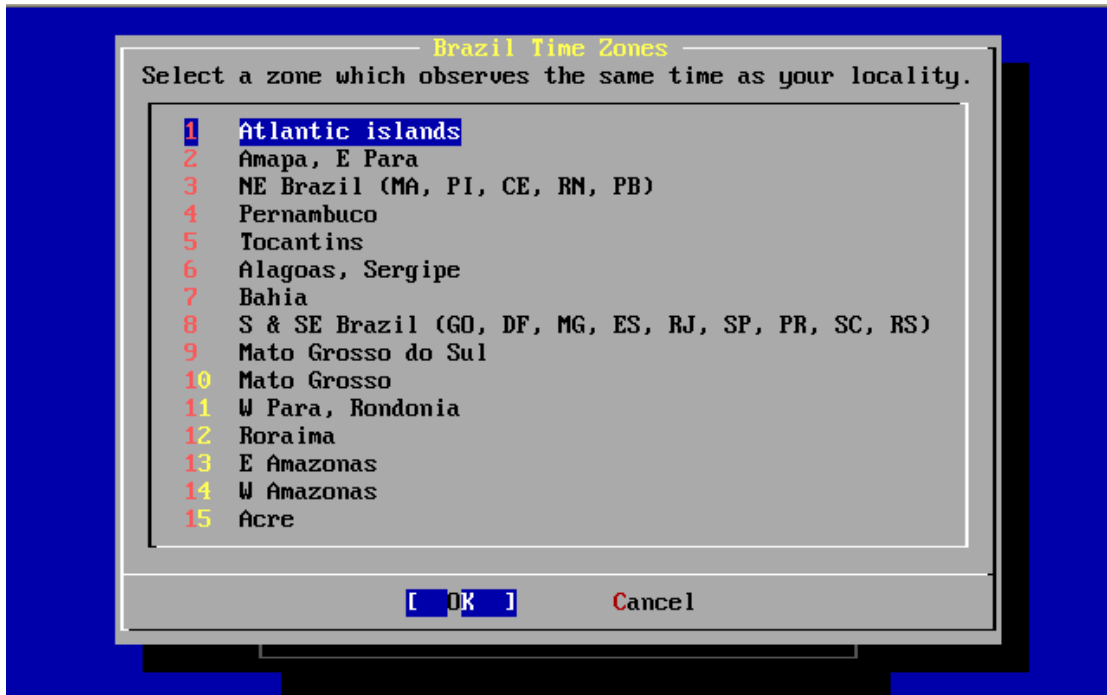 Brazil Time Zones
Select a zone which observes the same time as your locality.
1 Atlantic islands
2 Amapa, E Para
3 NE Brazil (MA, PI, CE, RN, PB)
4 Pernambuco
5 Tocantins
6 Alagoas, Sergipe
7 Bahia
8 S & SE Brazil (GO, DF, MG, ES, RJ, SP, PR, SC, RS)
9 Mato Grosso do Sul
10 Mato Grosso
11 W Para, Rondonia
12 Roraima
13 E Amazonas
14 W Amazonas
15 Acre
[ OK ] Cancel